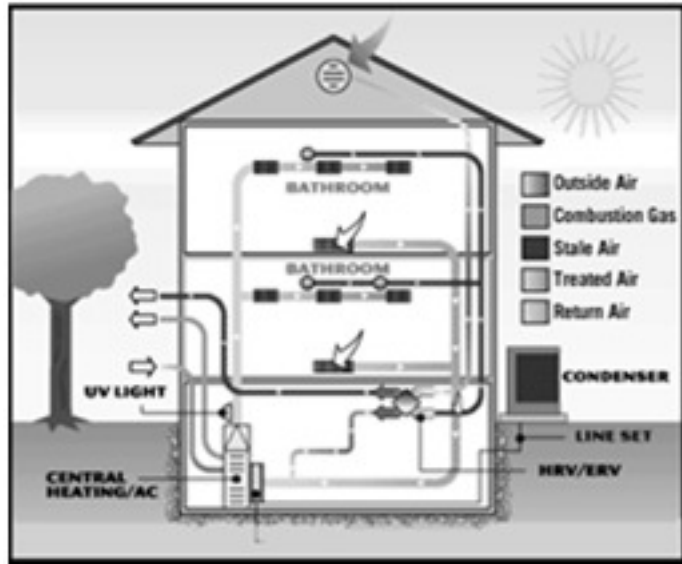 BATHROOM
BATHROOM
Outside Air
Combustion Gas
Stale Air
Treated Air
Return Air
UV LIGHT
CONDENSER
LINE SET
CENTRAL
HEATING/AC
HRV/ERV